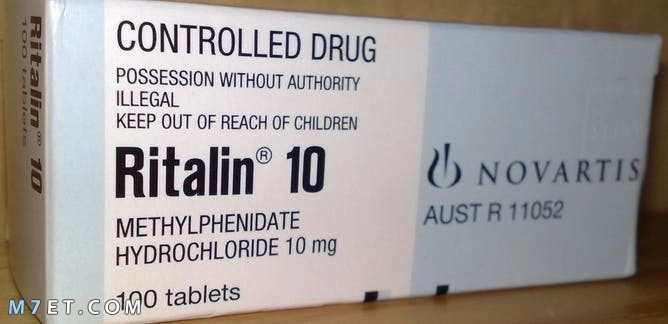 Ritalin® 10
100 tablets
CONTROLLED DRUG
POSSESSION WITHOUT AUTHORITY
ILLEGAL
KEEP OUT OF REACH OF CHILDREN
Ritalin® 10
METHYLPHENIDATE
HYDROCHLORIDE 10 mg
100 tablets
NOVARTIS
AUST R 11052
M7ET.COM